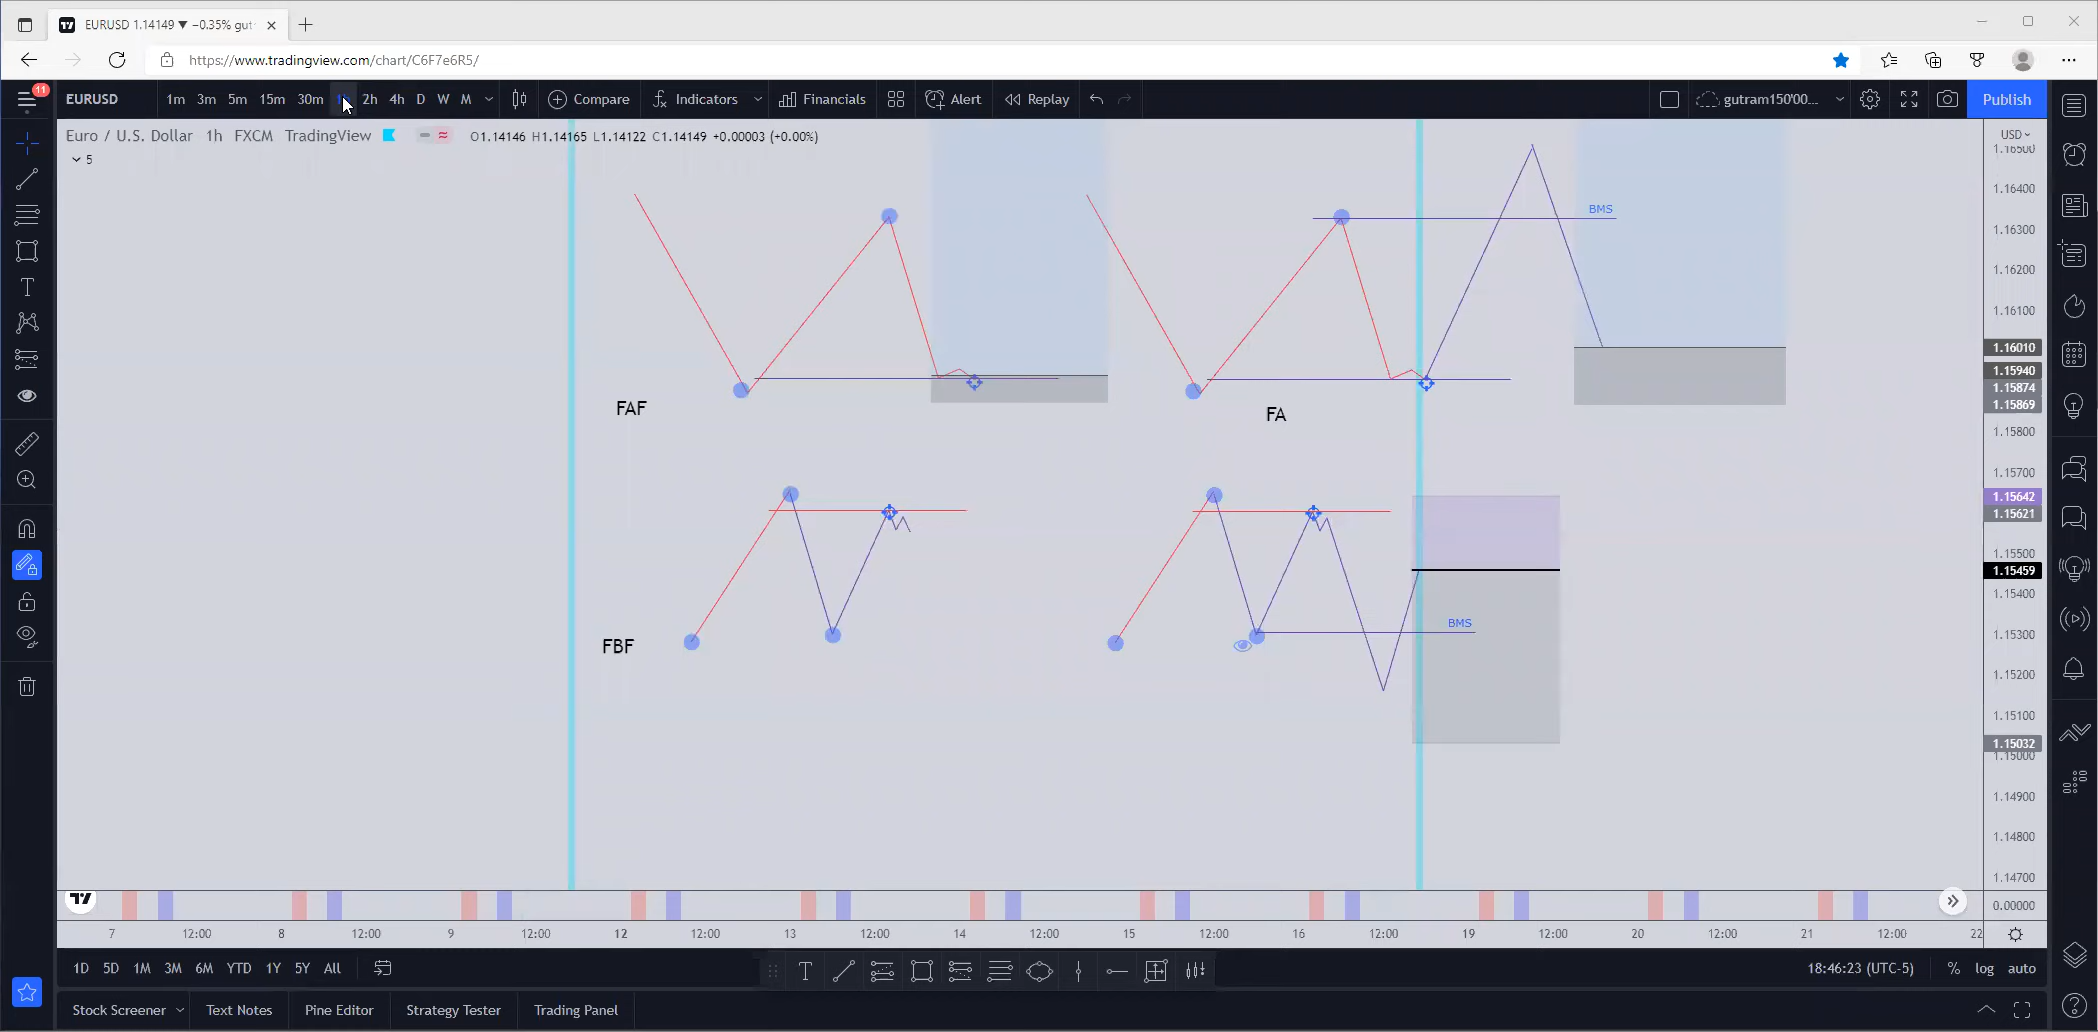 EURUSD 1.14149 ▼ −0.35% gut
https://www.tradingview.com/chart/C6F7e6R5/
11
EURUSD 1m 3m 5m 15m 30m 1h 2h 4h D W M Compare Indicators Financials Alert Replay gutram150'00... Publish
Euro / U.S. Dollar 1h FXCM TradingView O1.14146 H1.14165 L1.14122 C1.14149 +0.00003 (+0.00%)
5
USD
1.16500
1.16400
BMS
1.16300
1.16200
1.16100
1.16010
1.15940
1.15874
1.15869
FAF
FA
1.15800
1.15700
1.15642
1.15621
1.15500
1.15459
1.15400
BMS
1.15300
FBF
1.15200
1.15100
1.15032
1.15000
1.14900
1.14800
1.14700
0.00000
7 12:00 8 12:00 9 12:00 12 12:00 13 12:00 14 12:00 15 12:00 16 12:00 19 12:00 20 12:00 21 12:00 22
1D 5D 1M 3M 6M YTD 1Y 5Y All T 18:46:23 (UTC-5) % log auto
Stock Screener Text Notes Pine Editor Strategy Tester Trading Panel